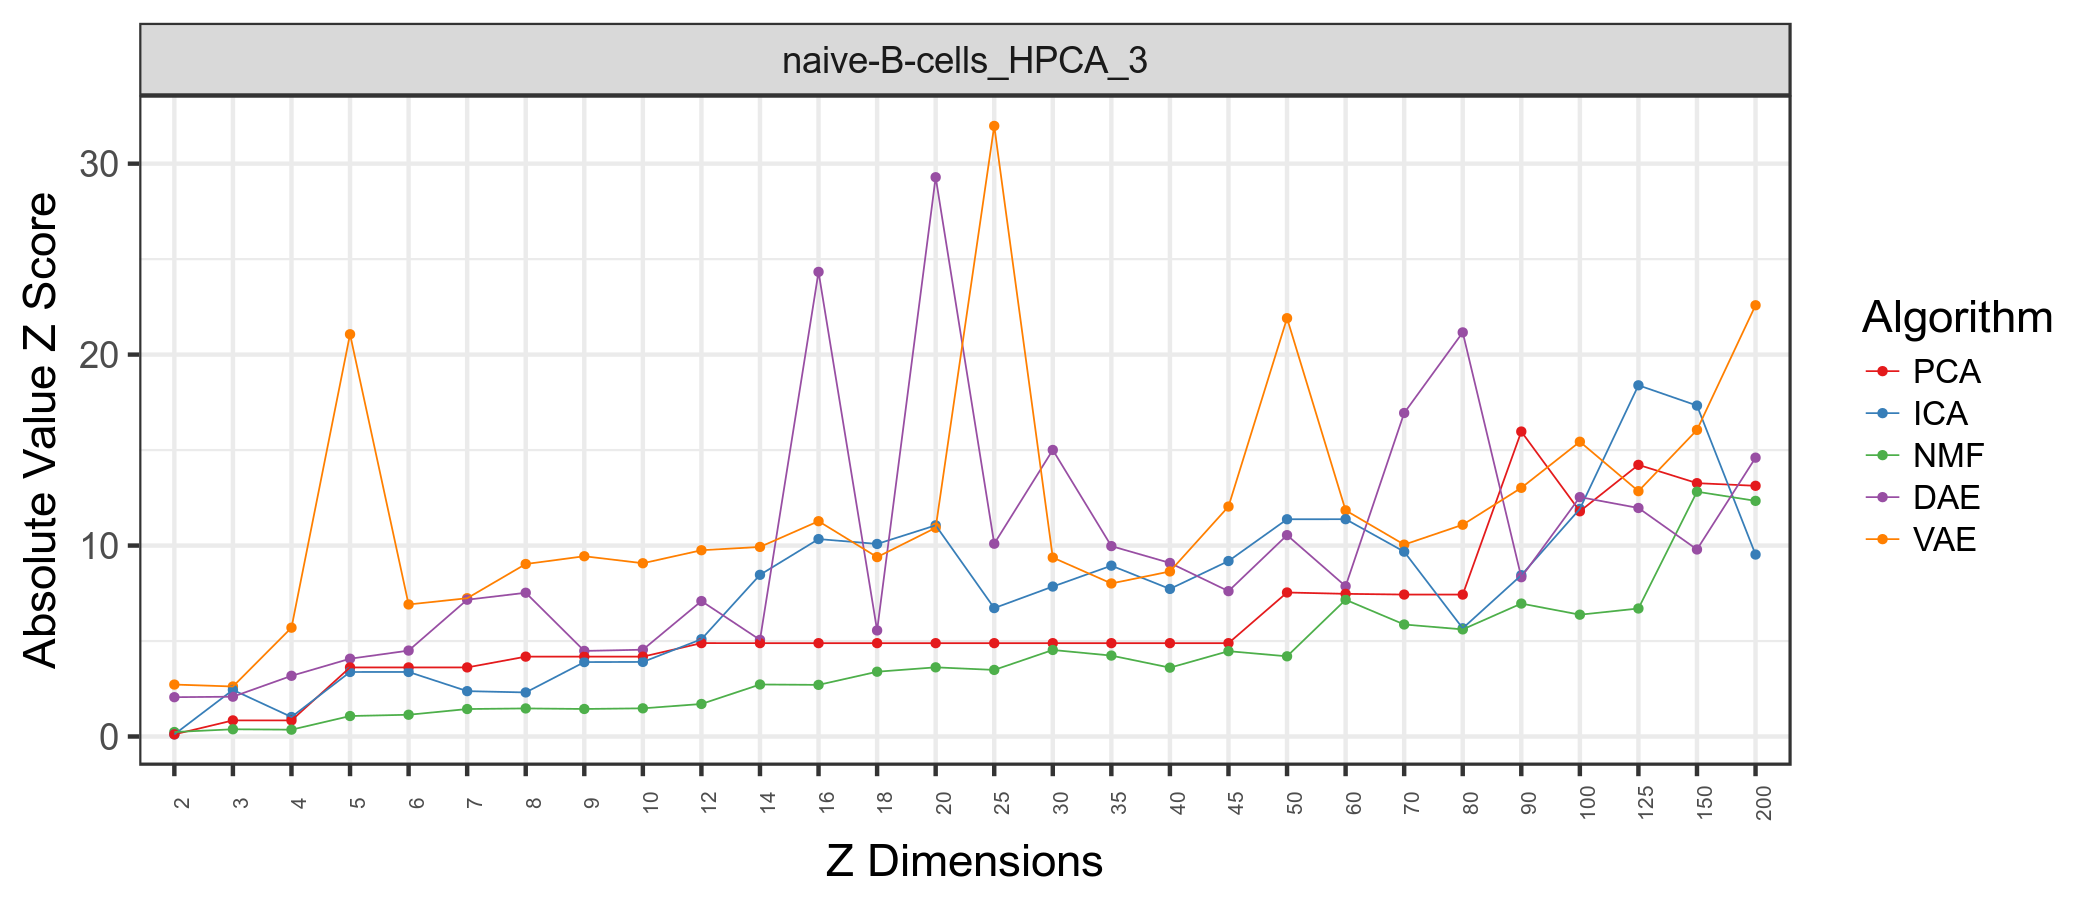 naive-B-cells_HPCA_3
Absolute Value Z Score
30
20
10
0
2 3 4 5 6 7 8 9 10 12 14 16 18 20 25 30 35 40 45 50 60 70 80 90 100 125 150 200
Z Dimensions
Algorithm
PCA
ICA
NMF
DAE
VAE